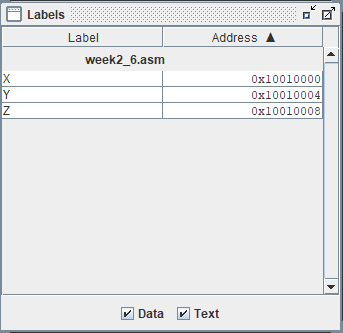 Labels
Label Address ▲
week2_6.asm
X 0x10010000
Y 0x10010004
Z 0x10010008
Data Text